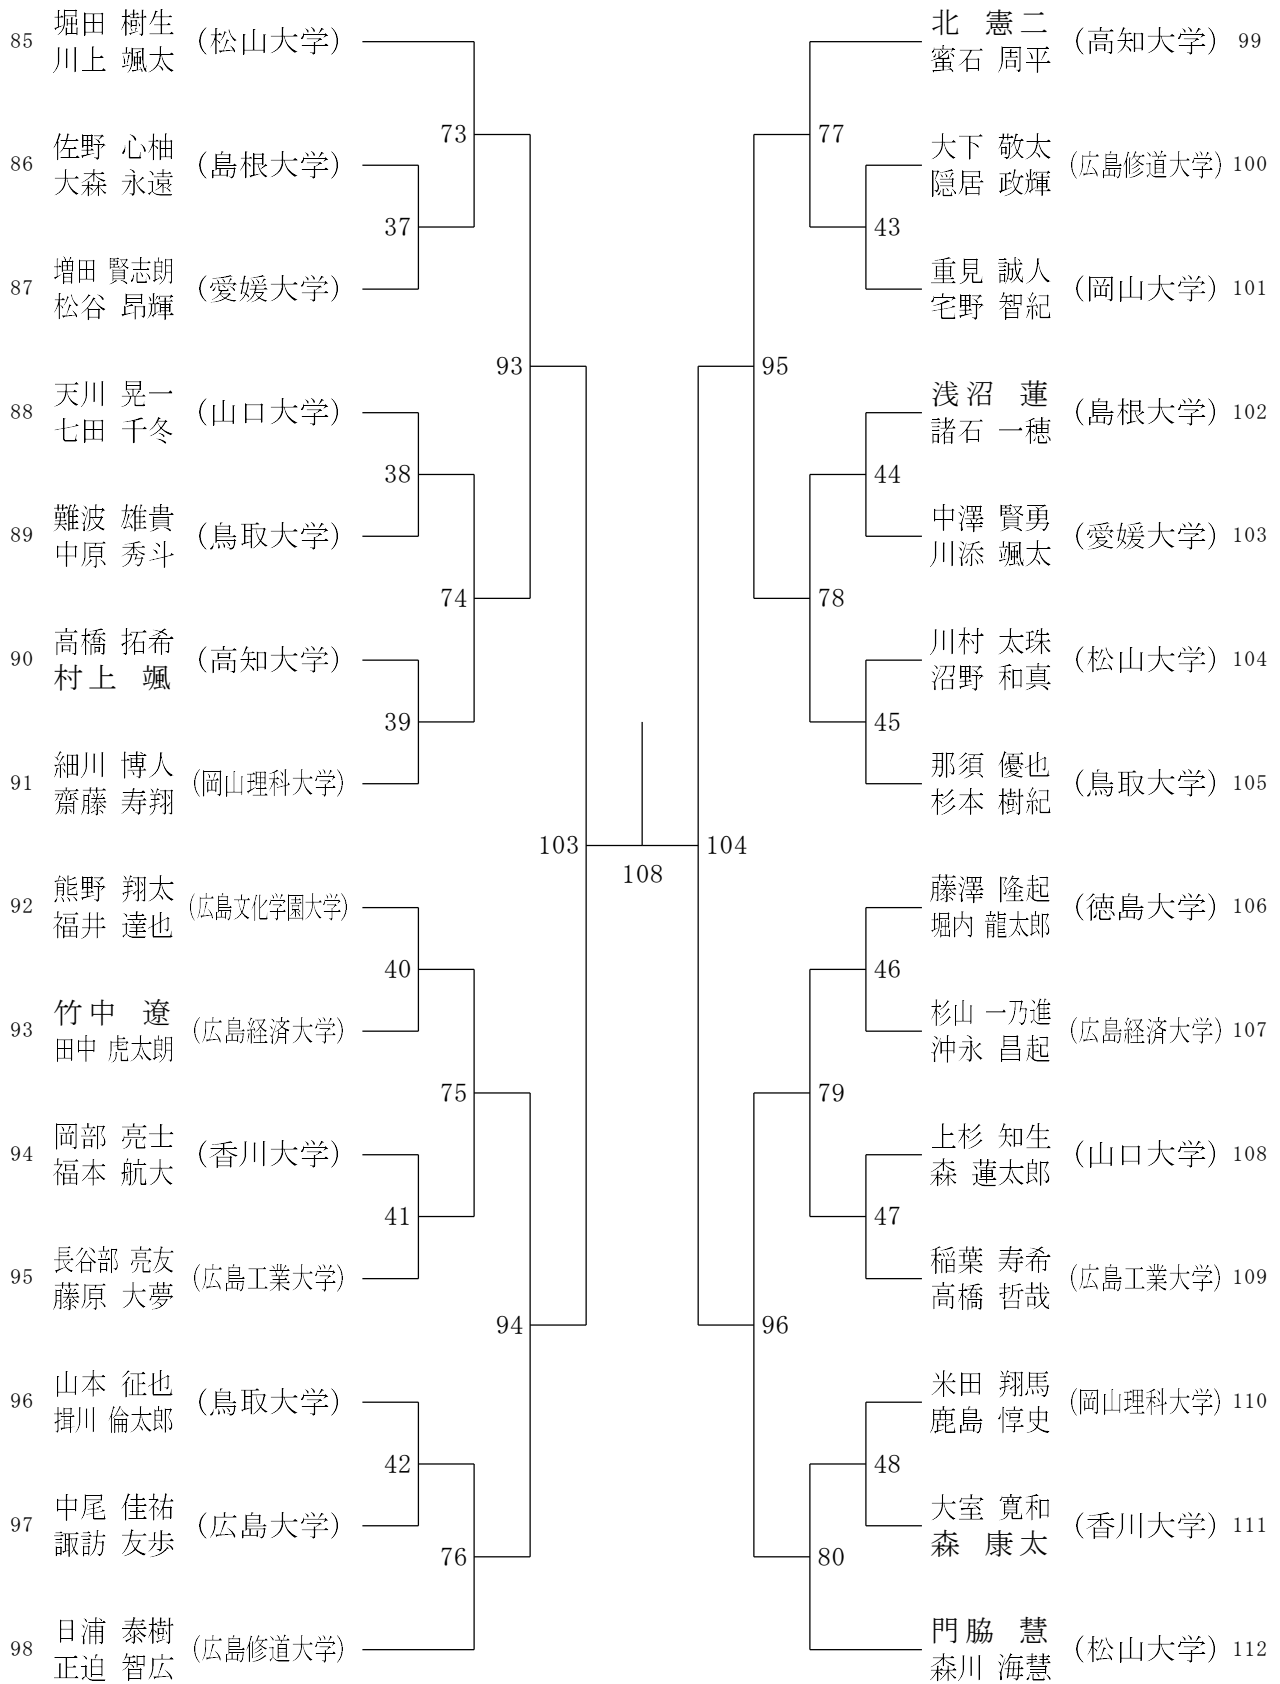 85 堀田 樹生 (松山大学)
川上 颯太
86 佐野 心柚 (島根大学)
大森 永遠
87 増田 賢志朗 (愛媛大学)
松谷 昂輝
88 天川 晃一 (山口大学)
七田 千冬
89 難波 雄貴 (鳥取大学)
中原 秀斗
90 高橋 拓希 (高知大学)
村上 颯
91 細川 博人 (岡山理科大学)
齋藤 寿翔
92 熊野 翔太 (広島文化学園大学)
福井 達也
93 竹中 遼 (広島経済大学)
田中 虎太朗
94 岡部 亮士 (香川大学)
福本 航大
95 長谷部 亮友 (広島工業大学)
藤原 大夢
96 山本 征也 (鳥取大学)
揖川 倫太郎
97 中尾 佳祐 (広島大学)
諏訪 友歩
98 日浦 泰樹 (広島修道大学)
正迫 智広
73
37
93
38
74
39
103
40
75
41
94
42
76
108
77
43
95
44
78
45
104
46
79
47
96
48
80
北 憲二 (高知大学) 99
蜜石 周平
大下 敬太 (広島修道大学) 100
隠居 政輝
重見 誠人 (岡山大学) 101
宅野 智紀
浅沼 蓮 (島根大学) 102
諸石 一穂
中澤 賢勇 (愛媛大学) 103
川添 颯太
川村 太珠 (松山大学) 104
沼野 和真
那須 優也 (鳥取大学) 105
杉本 樹紀
藤澤 隆起 (徳島大学) 106
堀内 龍太郎
杉山 一乃進 (広島経済大学) 107
沖永 昌起
上杉 知生 (山口大学) 108
森 蓮太郎
稲葉 寿希 (広島工業大学) 109
高橋 哲哉
米田 翔馬 (岡山理科大学) 110
鹿島 惇史
大室 寛和 (香川大学) 111
森 康太
門脇 慧 (松山大学) 112
森川 海慧